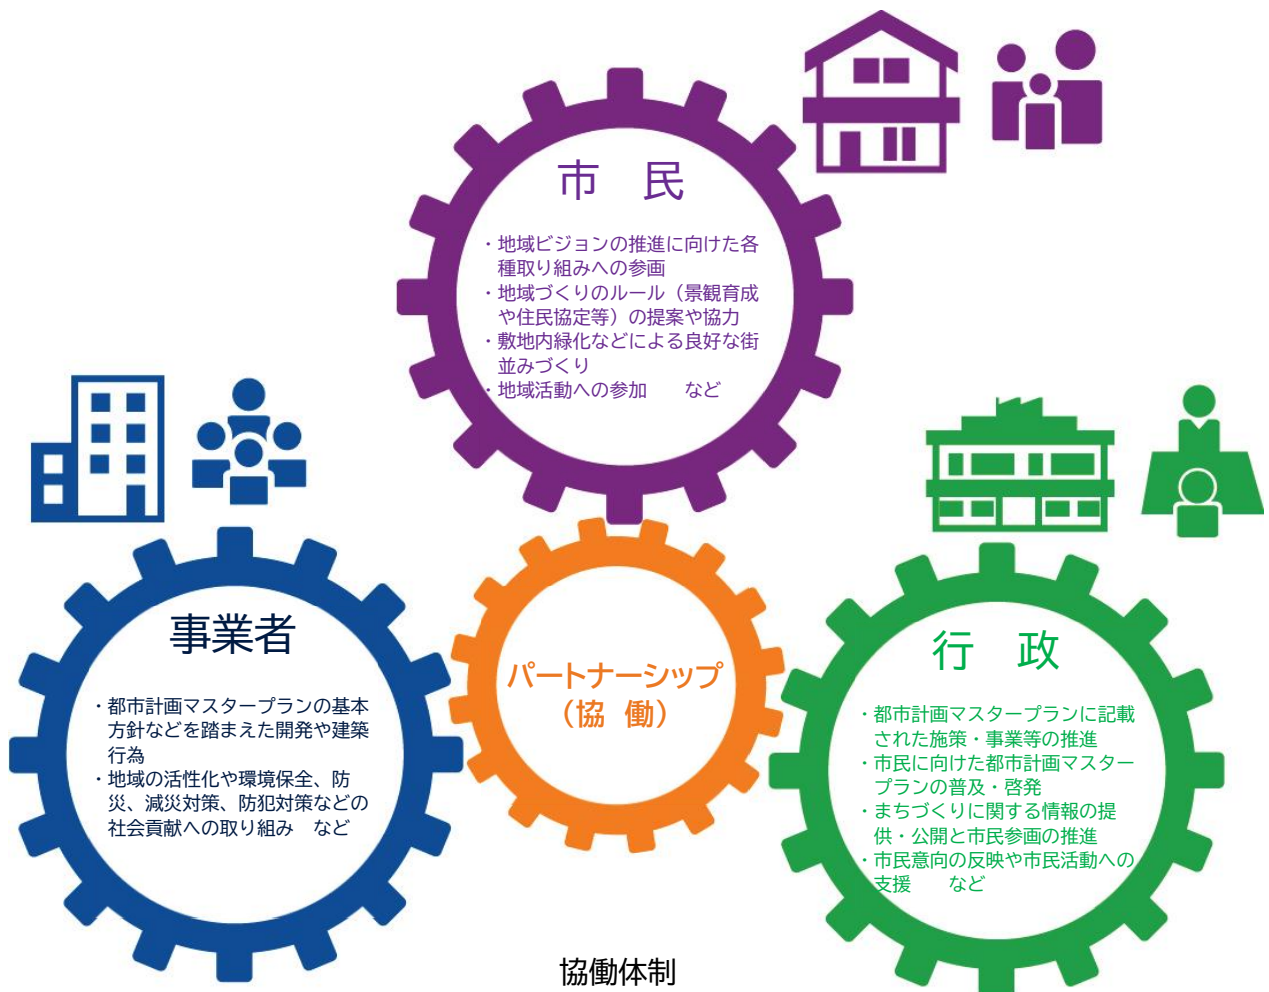 市　民
・地域ビジョンの推進に向けた各
種取り組みへの参画
・地域づくりのルール（景観育成
や住民協定等）の提案や協力
・敷地内緑化などによる良好な街
並みづくり
・地域活動への参加　　など
事業者
・都市計画マスタープランの基本
方針などを踏まえた開発や建築
行為
・地域の活性化や環境保全、防
災、減災対策、防犯対策などの
社会貢献への取り組み　など
パートナーシップ
（協　働）
行　政
・都市計画マスタープランに記載
された施策・事業等の推進
・市民に向けた都市計画マスター
プランの普及・啓発
・まちづくりに関する情報の提
供・公開と市民参画の推進
・市民意向の反映や市民活動への
支援　　など
協働体制